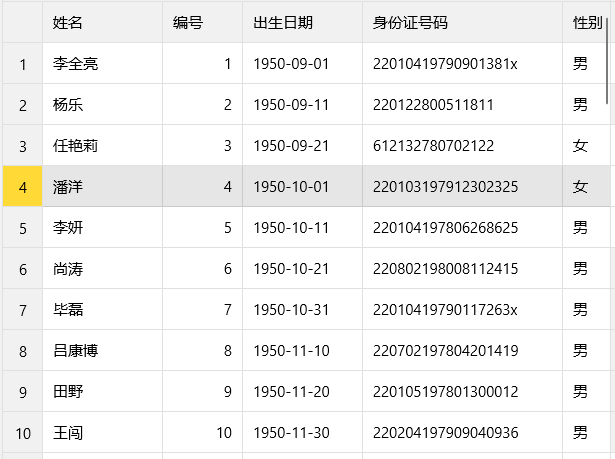 姓名 编号 出生日期 身份证号码 性别
1 李全亮 1 1950-09-01 22010419790901381x 男
2 杨乐 2 1950-09-11 220122800511811 男
3 任艳莉 3 1950-09-21 612132780702122 女
4 潘洋 4 1950-10-01 220103197912302325 女
5 李妍 5 1950-10-11 220104197806268625 男
6 尚涛 6 1950-10-21 220802198008112415 男
7 毕磊 7 1950-10-31 22010419790117263x 男
8 吕康博 8 1950-11-10 220702197804201419 男
9 田野 9 1950-11-20 220105197801300012 男
10 王闯 10 1950-11-30 220204197909040936 男